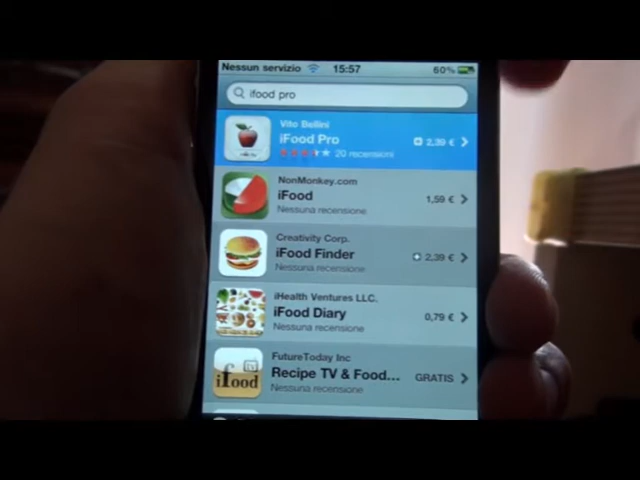 Nessun servizio 15:57 60%
ifood pro
Vito Bellini
iFood Pro 2,39 €
20 recensioni
NonMonkey.com
iFood 1,59 €
Nessuna recensione
Creativity Corp.
iFood Finder 2,39 €
Nessuna recensione
iHealth Ventures LLC.
iFood Diary 0,79 €
Nessuna recensione
FutureToday Inc
TV
ifood
Recipe TV & Food... GRATIS
Nessuna recensione